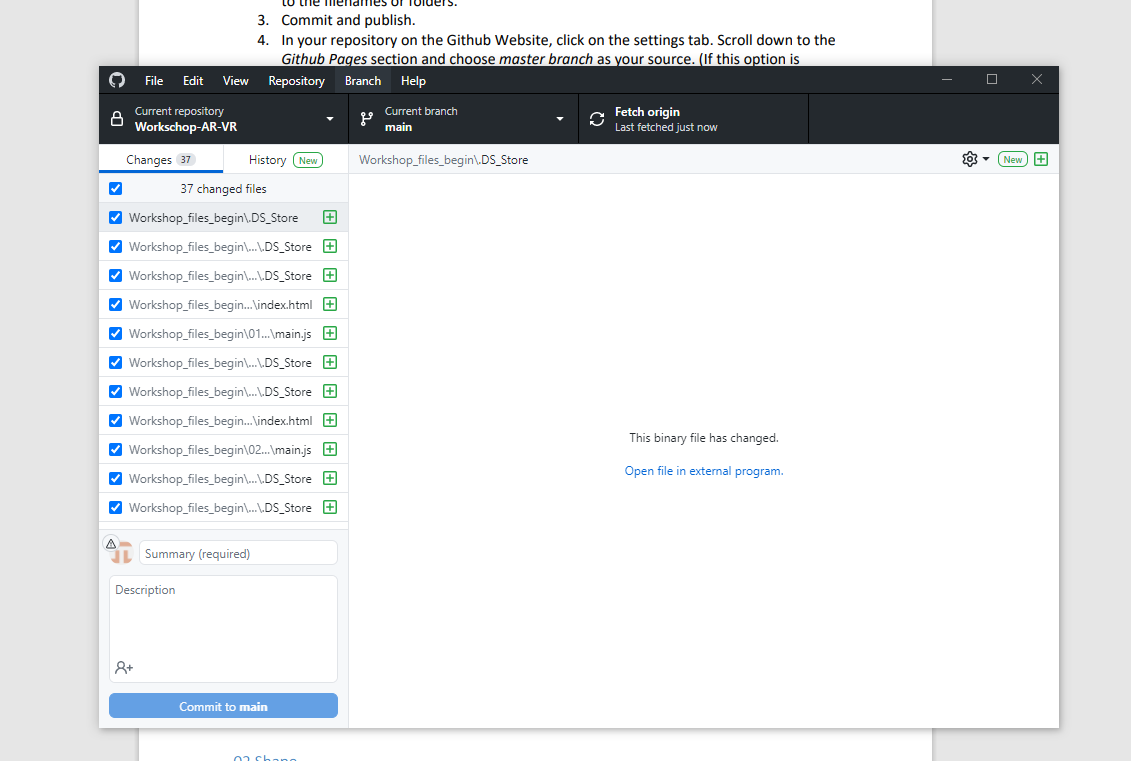 to the filenames or folders.
3. Commit and publish.
4. In your repository on the Github Website, click on the settings tab. Scroll down to the
Github Pages section and choose master branch as your source. (If this option is
File Edit View Repository Branch Help
Current repository
Workschop-AR-VR
Current branch
main
Fetch origin
Last fetched just now
Changes 37
History New
Workshop_files_begin\.DS_Store
New
37 changed files
Workshop_files_begin\.DS_Store
Workshop_files_begin\...\.DS_Store
Workshop_files_begin\...\.DS_Store
Workshop_files_begin...\index.html
Workshop_files_begin\01...\main.js
Workshop_files_begin\...\.DS_Store
Workshop_files_begin\...\.DS_Store
Workshop_files_begin...\index.html
Workshop_files_begin\02...\main.js
Workshop_files_begin\...\.DS_Store
Workshop_files_begin\...\.DS_Store
This binary file has changed.
Open file in external program.
Summary (required)
Description
Commit to main
02 Shape